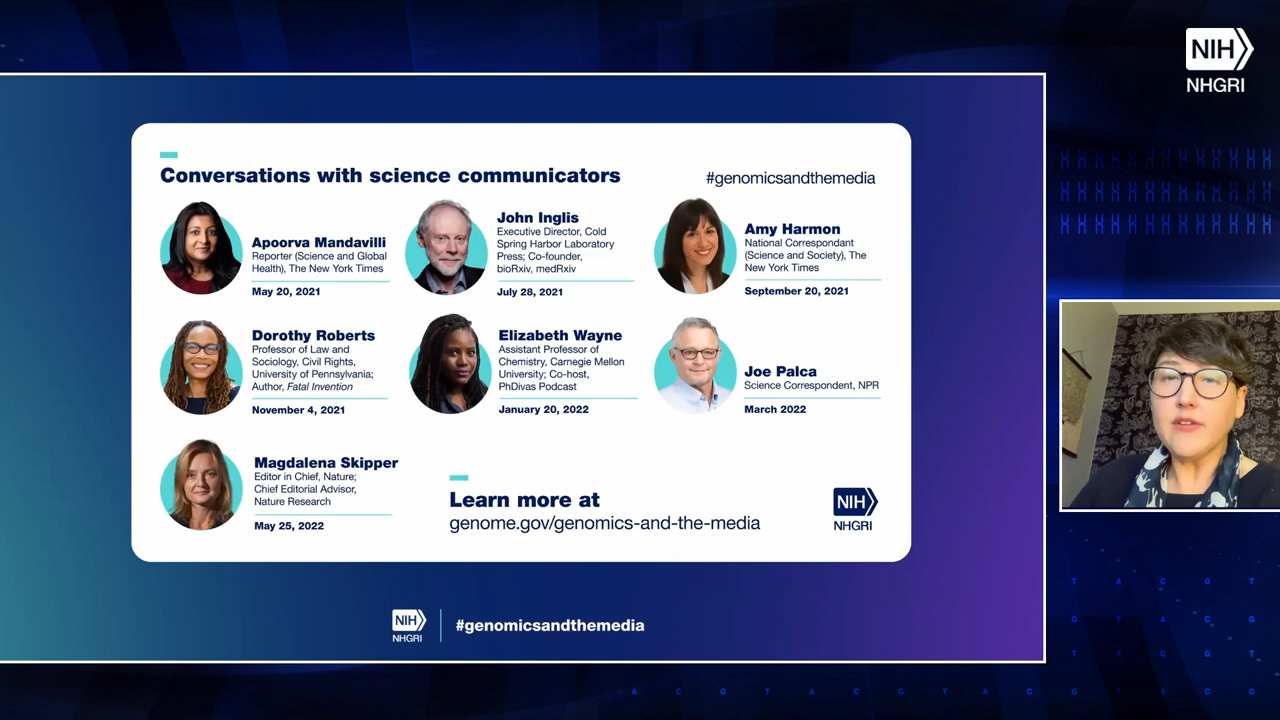 NIH
NHGRI
Conversations with science communicators
#genomicsandthemedia
Apoorva Mandavilli
Reporter (Science and Global
Health), The New York Times
May 20, 2021
John Inglis
Executive Director, Cold
Spring Harbor Laboratory
Press; Co-founder,
bioRxiv, medRxiv
July 28, 2021
Amy Harmon
National Correspondant
(Science and Society), The
New York Times
September 20, 2021
Dorothy Roberts
Professor of Law and
Sociology, Civil Rights,
University of Pennsylvania;
Author, Fatal Invention
November 4, 2021
Elizabeth Wayne
Assistant Professor of
Chemistry, Carnegie Mellon
University; Co-host,
PhDivas Podcast
January 20, 2022
Joe Palca
Science Correspondent, NPR
March 2022
Magdalena Skipper
Editor in Chief, Nature;
Chief Editorial Advisor,
Nature Research
May 25, 2022
Learn more at
genome.gov/genomics-and-the-media
NIH
NHGRI
NIH
NHGRI
#genomicsandthemedia
T A C G T
T A C G
T A C G
A C G T A C G T A C G T A C G